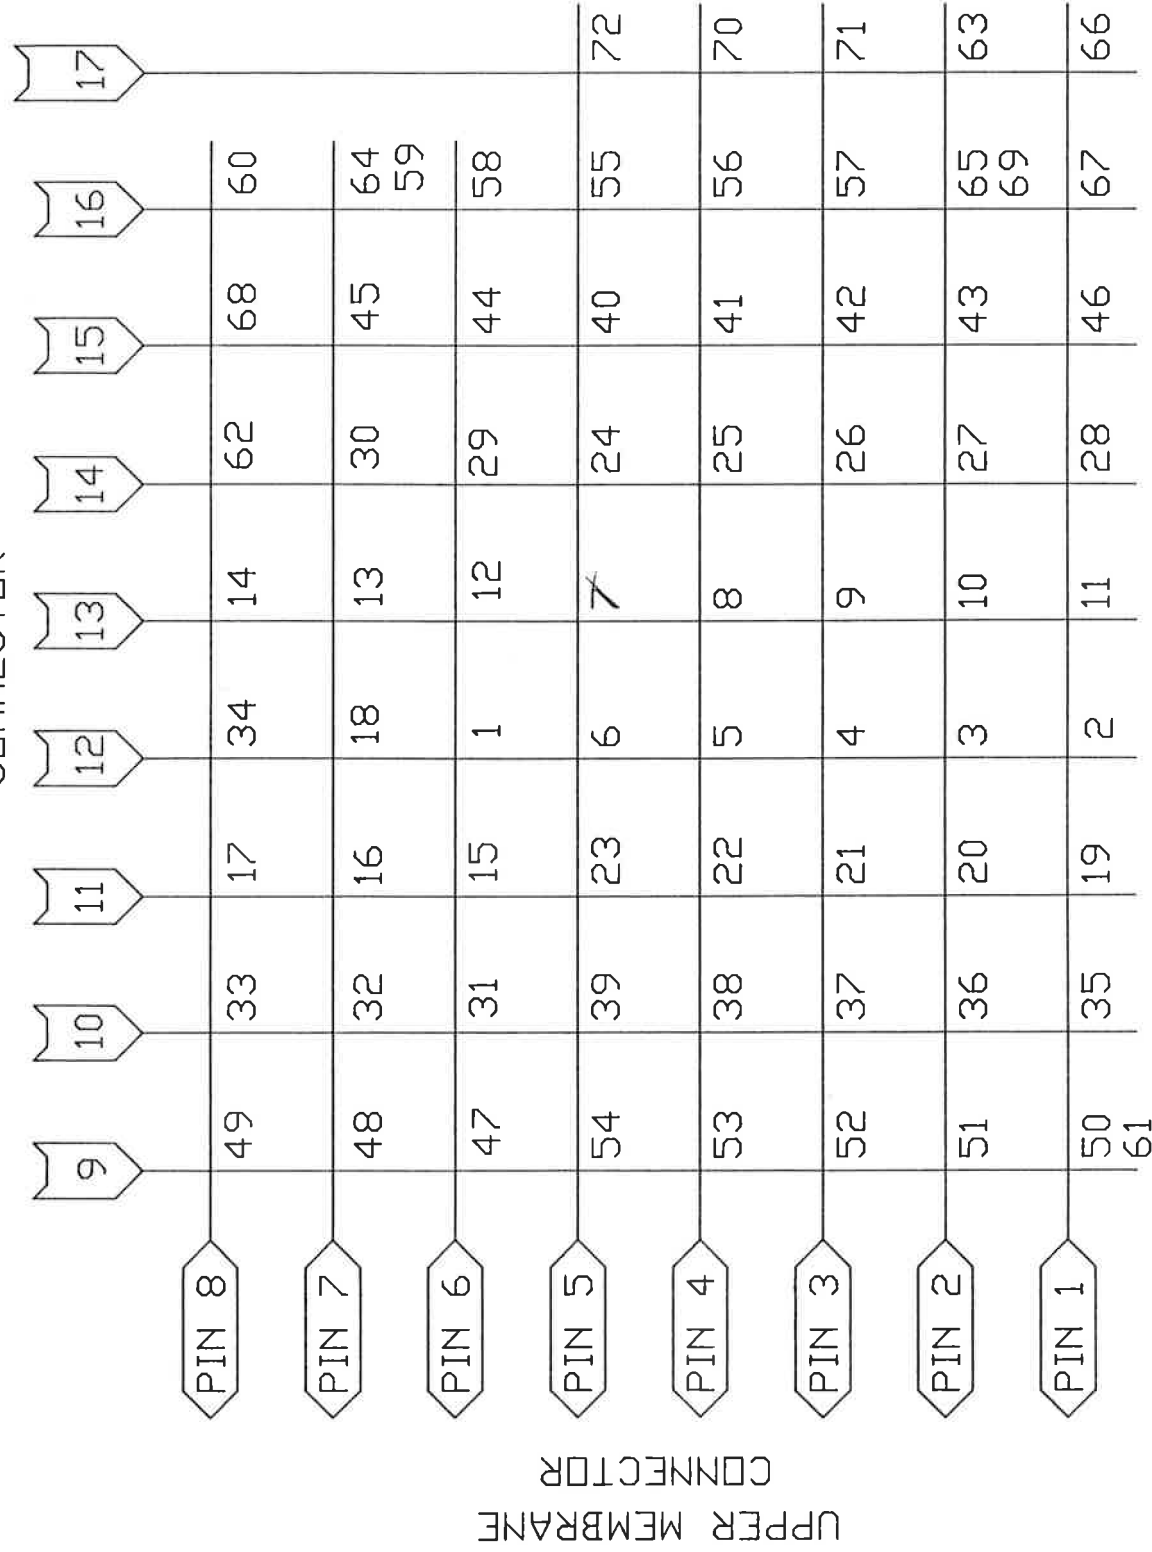 9 10 11 12 13 14 15 16 17
PIN 8 49 33 17 34 14 62 68 60
PIN 7 48 32 16 18 13 30 45 64
59
PIN 6 47 31 15 1 12 29 44 58
PIN 5 54 39 23 6 7 24 40 55 72
PIN 4 53 38 22 5 8 25 41 56 70
PIN 3 52 37 21 4 9 26 42 57 71
PIN 2 51 36 20 3 10 27 43 65 63
69
PIN 1 50 35 19 2 11 28 46 67 66
61
UPPER MEMBRANE
CONNECTOR